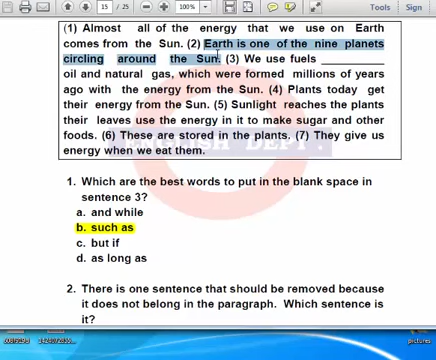 15 / 25
100%
Tools
Sign
(1) Almost all of the energy that we use on Earth
comes from the Sun. (2) Earth is one of the nine planets
circling around the Sun. (3) We use fuels ________
oil and natural gas, which were formed millions of years
ago with the energy from the Sun. (4) Plants today get
their energy from the Sun. (5) Sunlight reaches the plants
their leaves use the energy in it to make sugar and other
foods. (6) These are stored in the plants. (7) They give us
energy when we eat them.
ENGLISH DEPT.
1. Which are the best words to put in the blank space in
sentence 3?
a. and while
b. such as
c. but if
d. as long as
2. There is one sentence that should be removed because
it does not belong in the paragraph. Which sentence is
it?
pictures